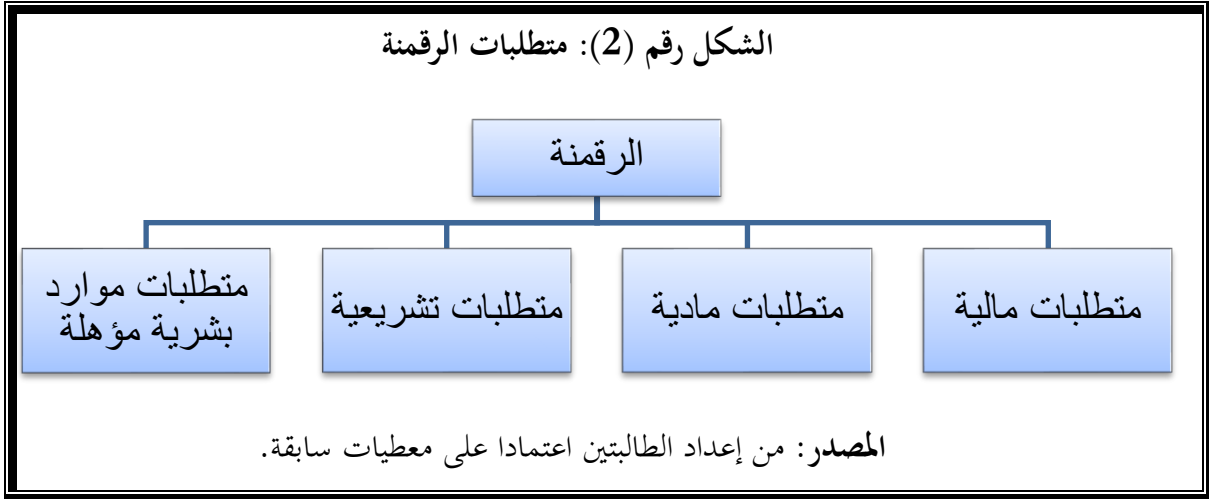 الشكل رقم (2): متطلبات الرقمنة
الرقمنة
متطلبات مالية
متطلبات مادية
متطلبات تشريعية
متطلبات موارد
بشرية مؤهلة
المصدر: من إعداد الطالبتين اعتمادا على معطيات سابقة.